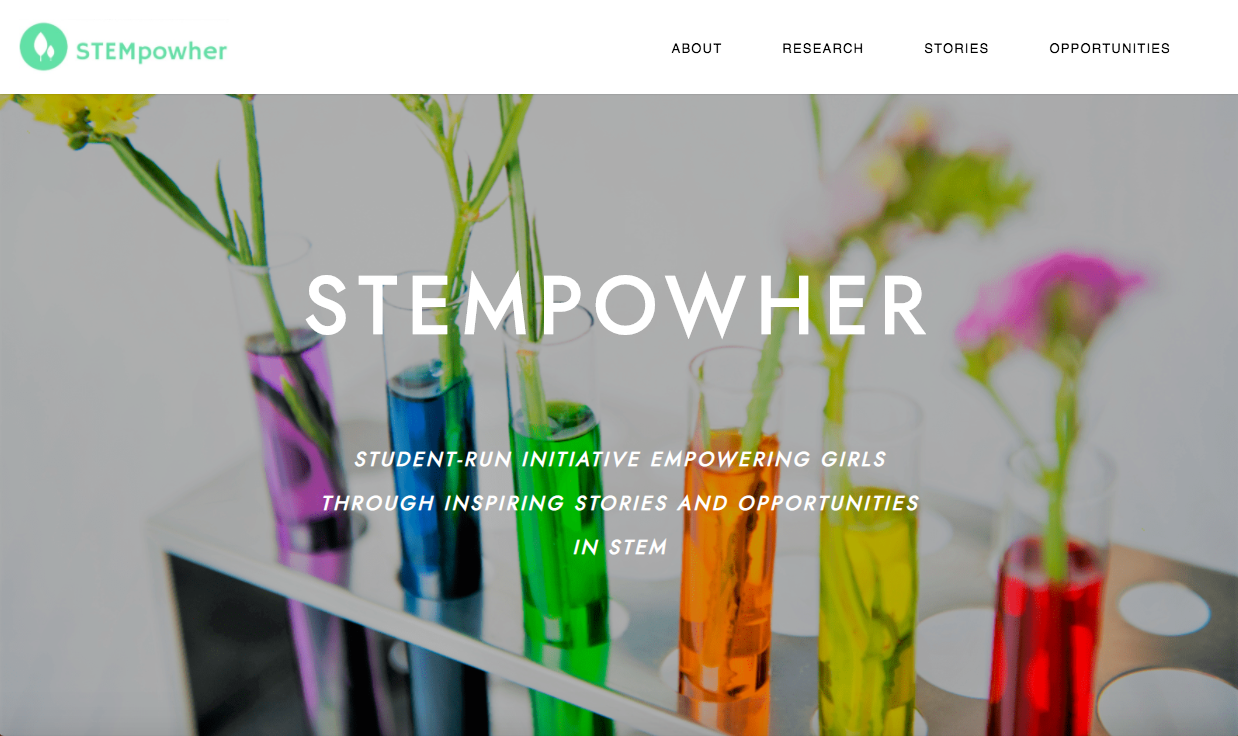 STEMpowher
ABOUT
RESEARCH
STORIES
OPPORTUNITIES
STEMPOWHER
STUDENT-RUN INITIATIVE EMPOWERING GIRLS
THROUGH INSPIRING STORIES AND OPPORTUNITIES
IN STEM